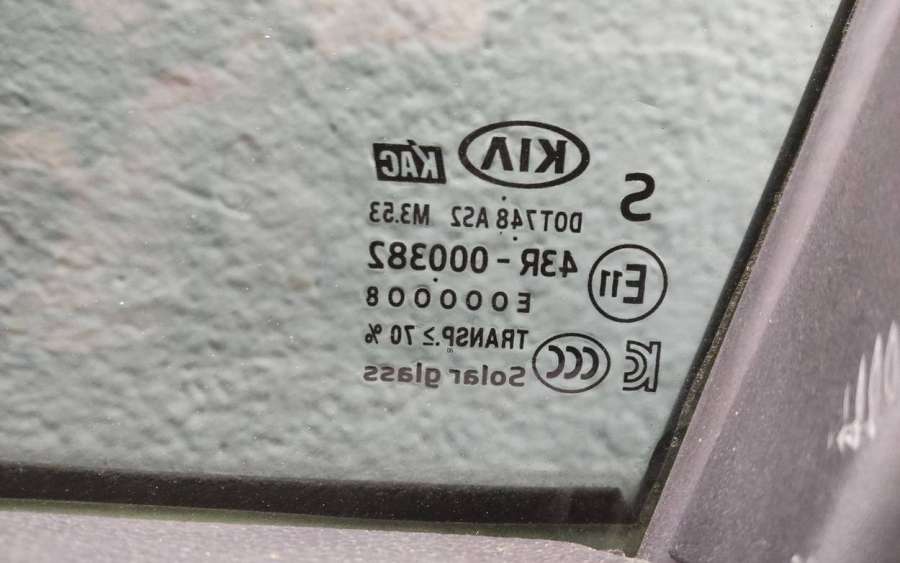 KIA KAC
S
DOT748 AS2 M3.53
E11 43R - 000382
E000008
TRANSP.≥70 %
CCC Solar glass